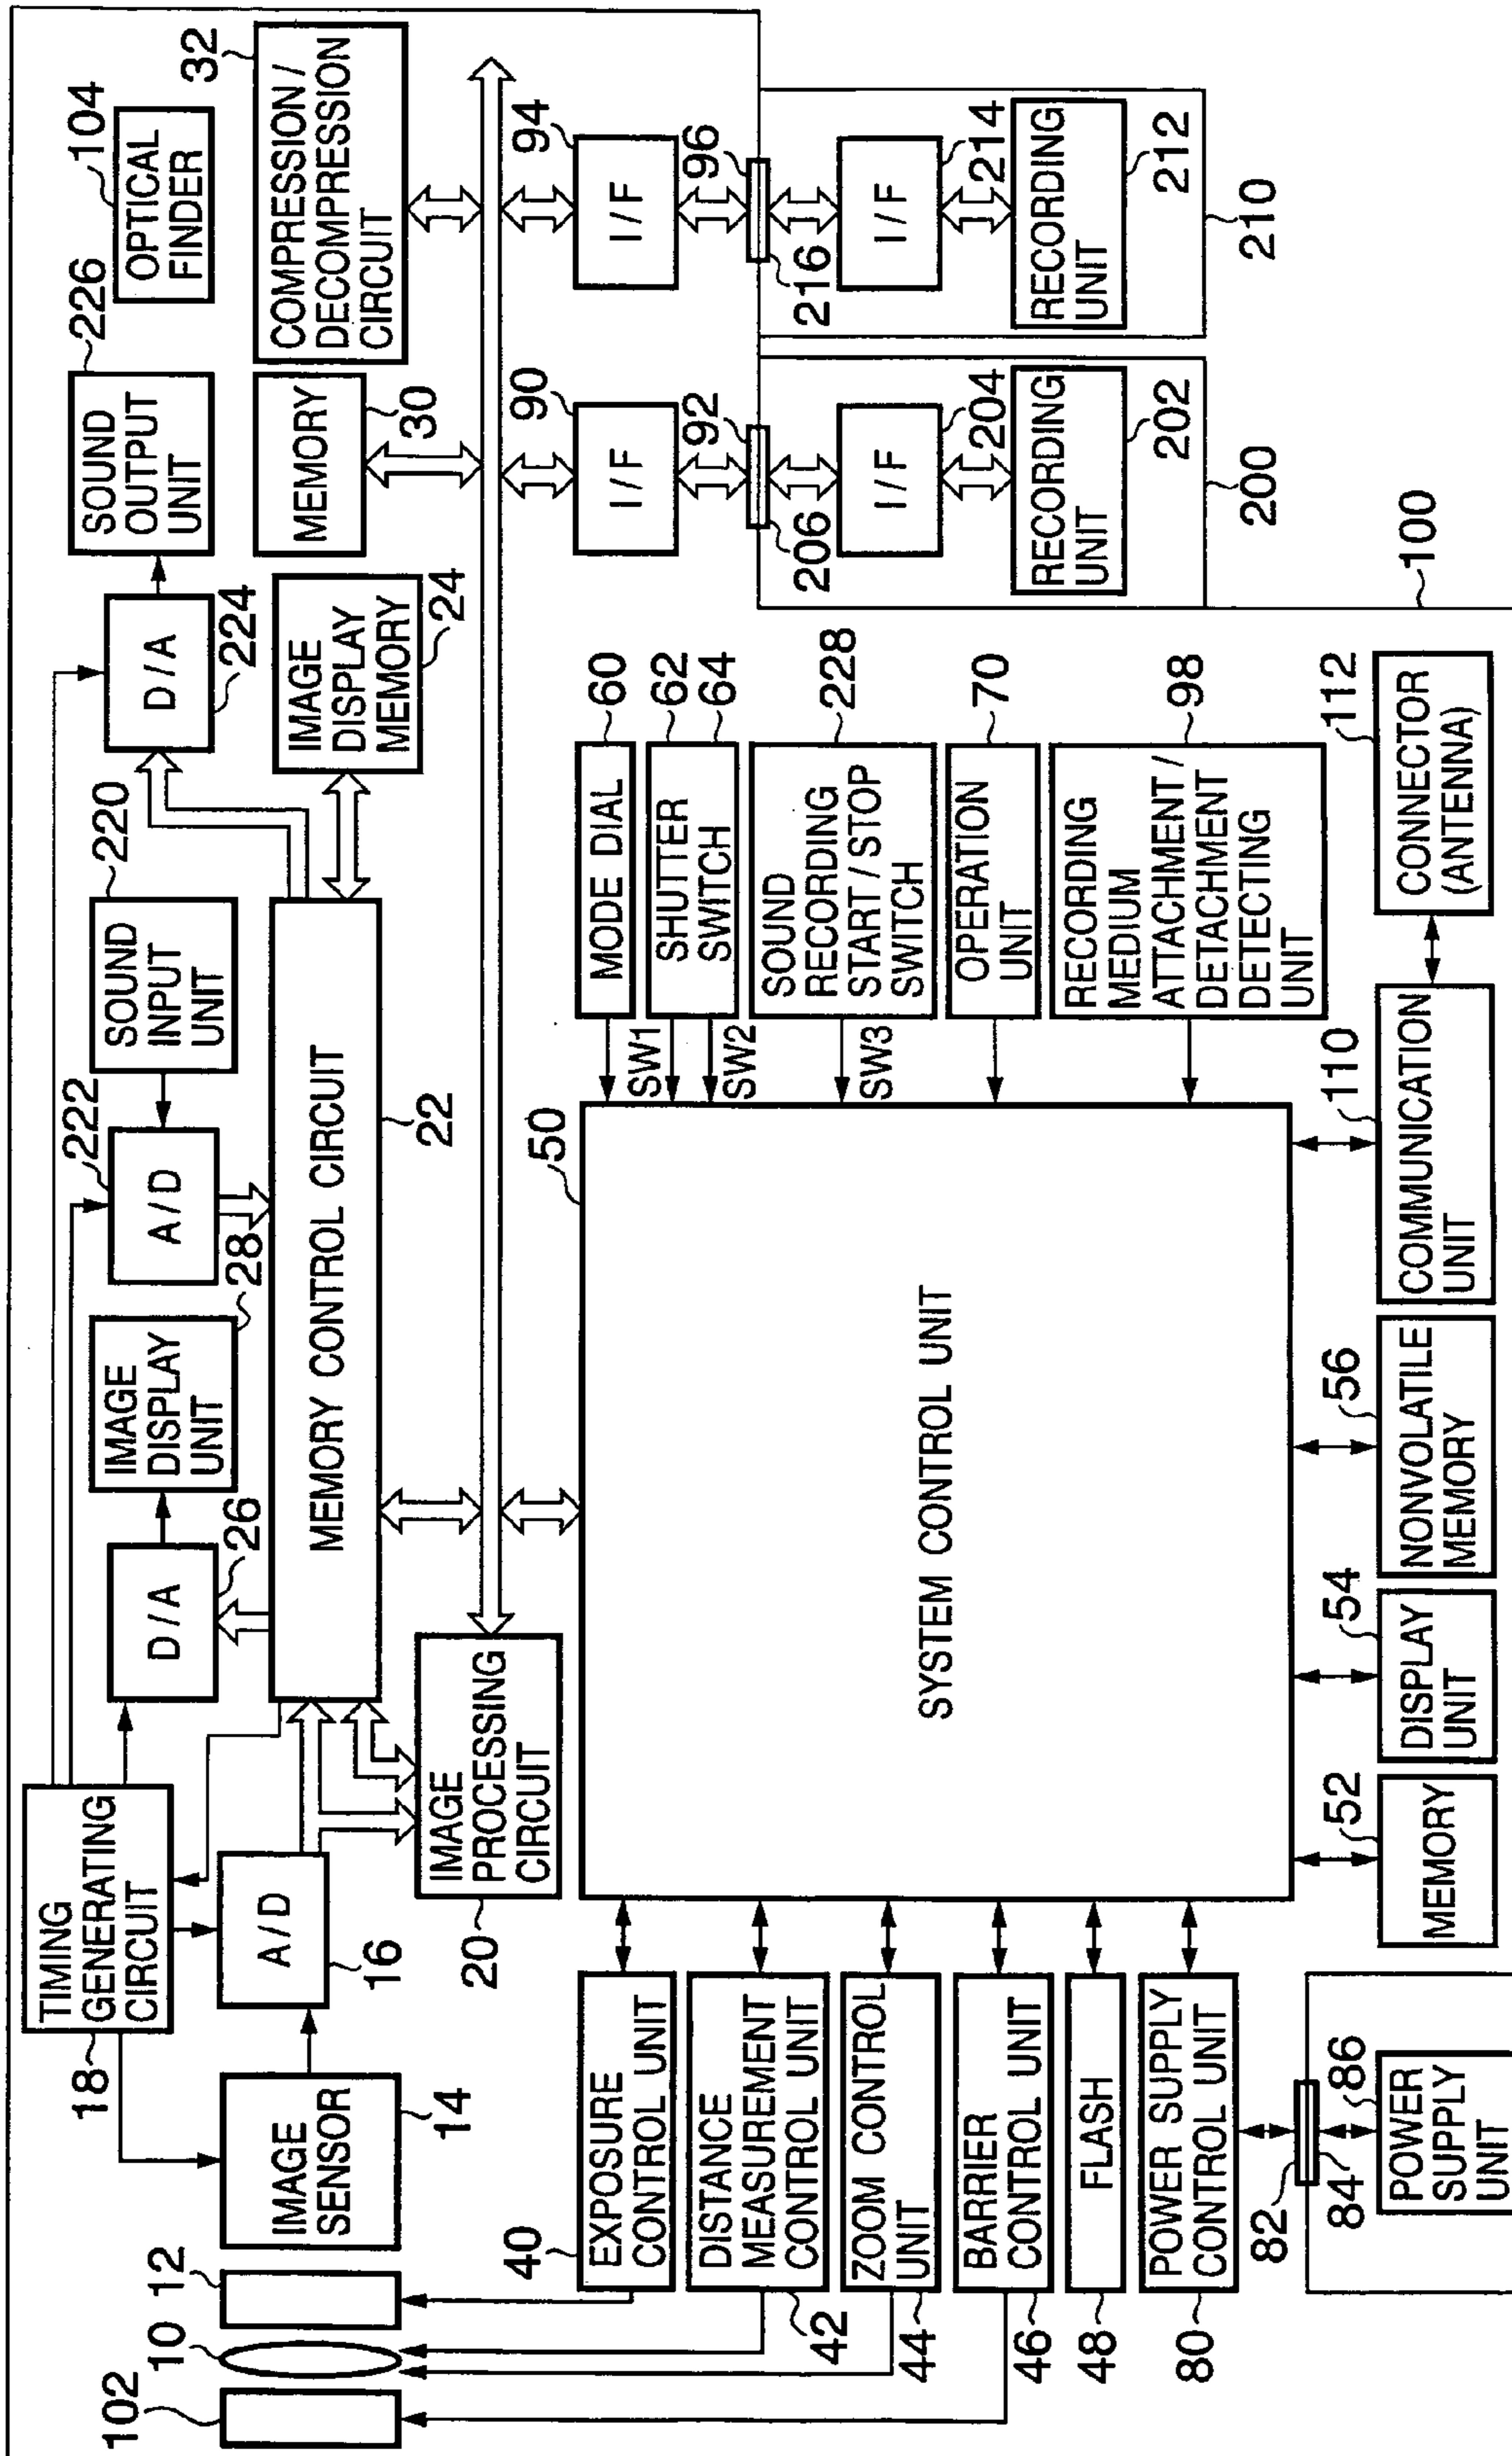 102
10
12
14
IMAGE
SENSOR
18
TIMING
GENERATING
CIRCUIT
16
A/D
20
IMAGE
PROCESSING
CIRCUIT
D/A
26
IMAGE
DISPLAY
UNIT
28
222
A/D
220
SOUND
INPUT
UNIT
D/A
224
226
SOUND
OUTPUT
UNIT
104
OPTICAL
FINDER
MEMORY CONTROL CIRCUIT
22
IMAGE
DISPLAY
MEMORY
24
MEMORY
30
32
COMPRESSION/
DECOMPRESSION
CIRCUIT
90
I/F
92
206
I/F
204
RECORDING
UNIT
202
200
94
I/F
96
216
I/F
214
RECORDING
UNIT
212
210
100
40
EXPOSURE
CONTROL UNIT
DISTANCE
MEASUREMENT
CONTROL UNIT
42
ZOOM CONTROL
UNIT
44
BARRIER
CONTROL UNIT
46
FLASH
48
POWER SUPPLY
CONTROL UNIT
80
82
84
86
POWER
SUPPLY
UNIT
50
SYSTEM CONTROL UNIT
SW1
SW2
SW3
MODE DIAL
60
SHUTTER
SWITCH
62
64
SOUND
RECORDING
START/STOP
SWITCH
228
OPERATION
UNIT
70
RECORDING
MEDIUM
ATTACHMENT/
DETACHMENT
DETECTING
UNIT
98
52
MEMORY
54
DISPLAY
UNIT
56
NONVOLATILE
MEMORY
110
COMMUNICATION
UNIT
112
CONNECTOR
(ANTENNA)